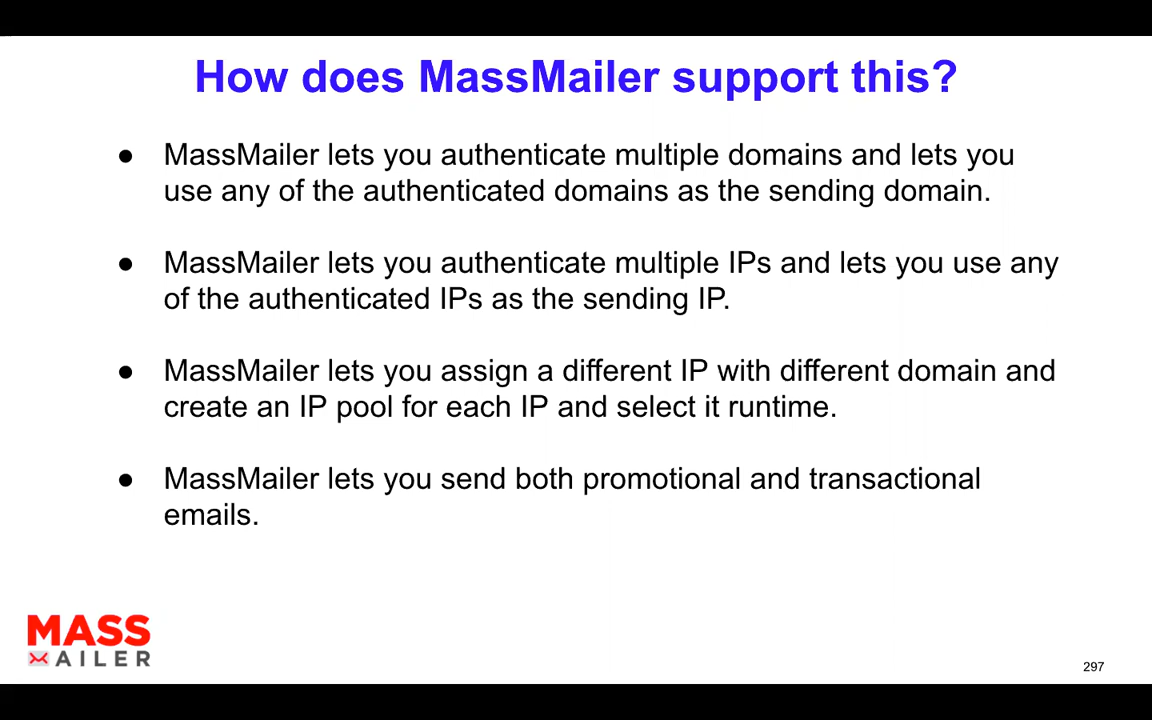 How does MassMailer support this?
● MassMailer lets you authenticate multiple domains and lets you
use any of the authenticated domains as the sending domain.
● MassMailer lets you authenticate multiple IPs and lets you use any
of the authenticated IPs as the sending IP.
● MassMailer lets you assign a different IP with different domain and
create an IP pool for each IP and select it runtime.
● MassMailer lets you send both promotional and transactional
emails.
MASS
AILER
297